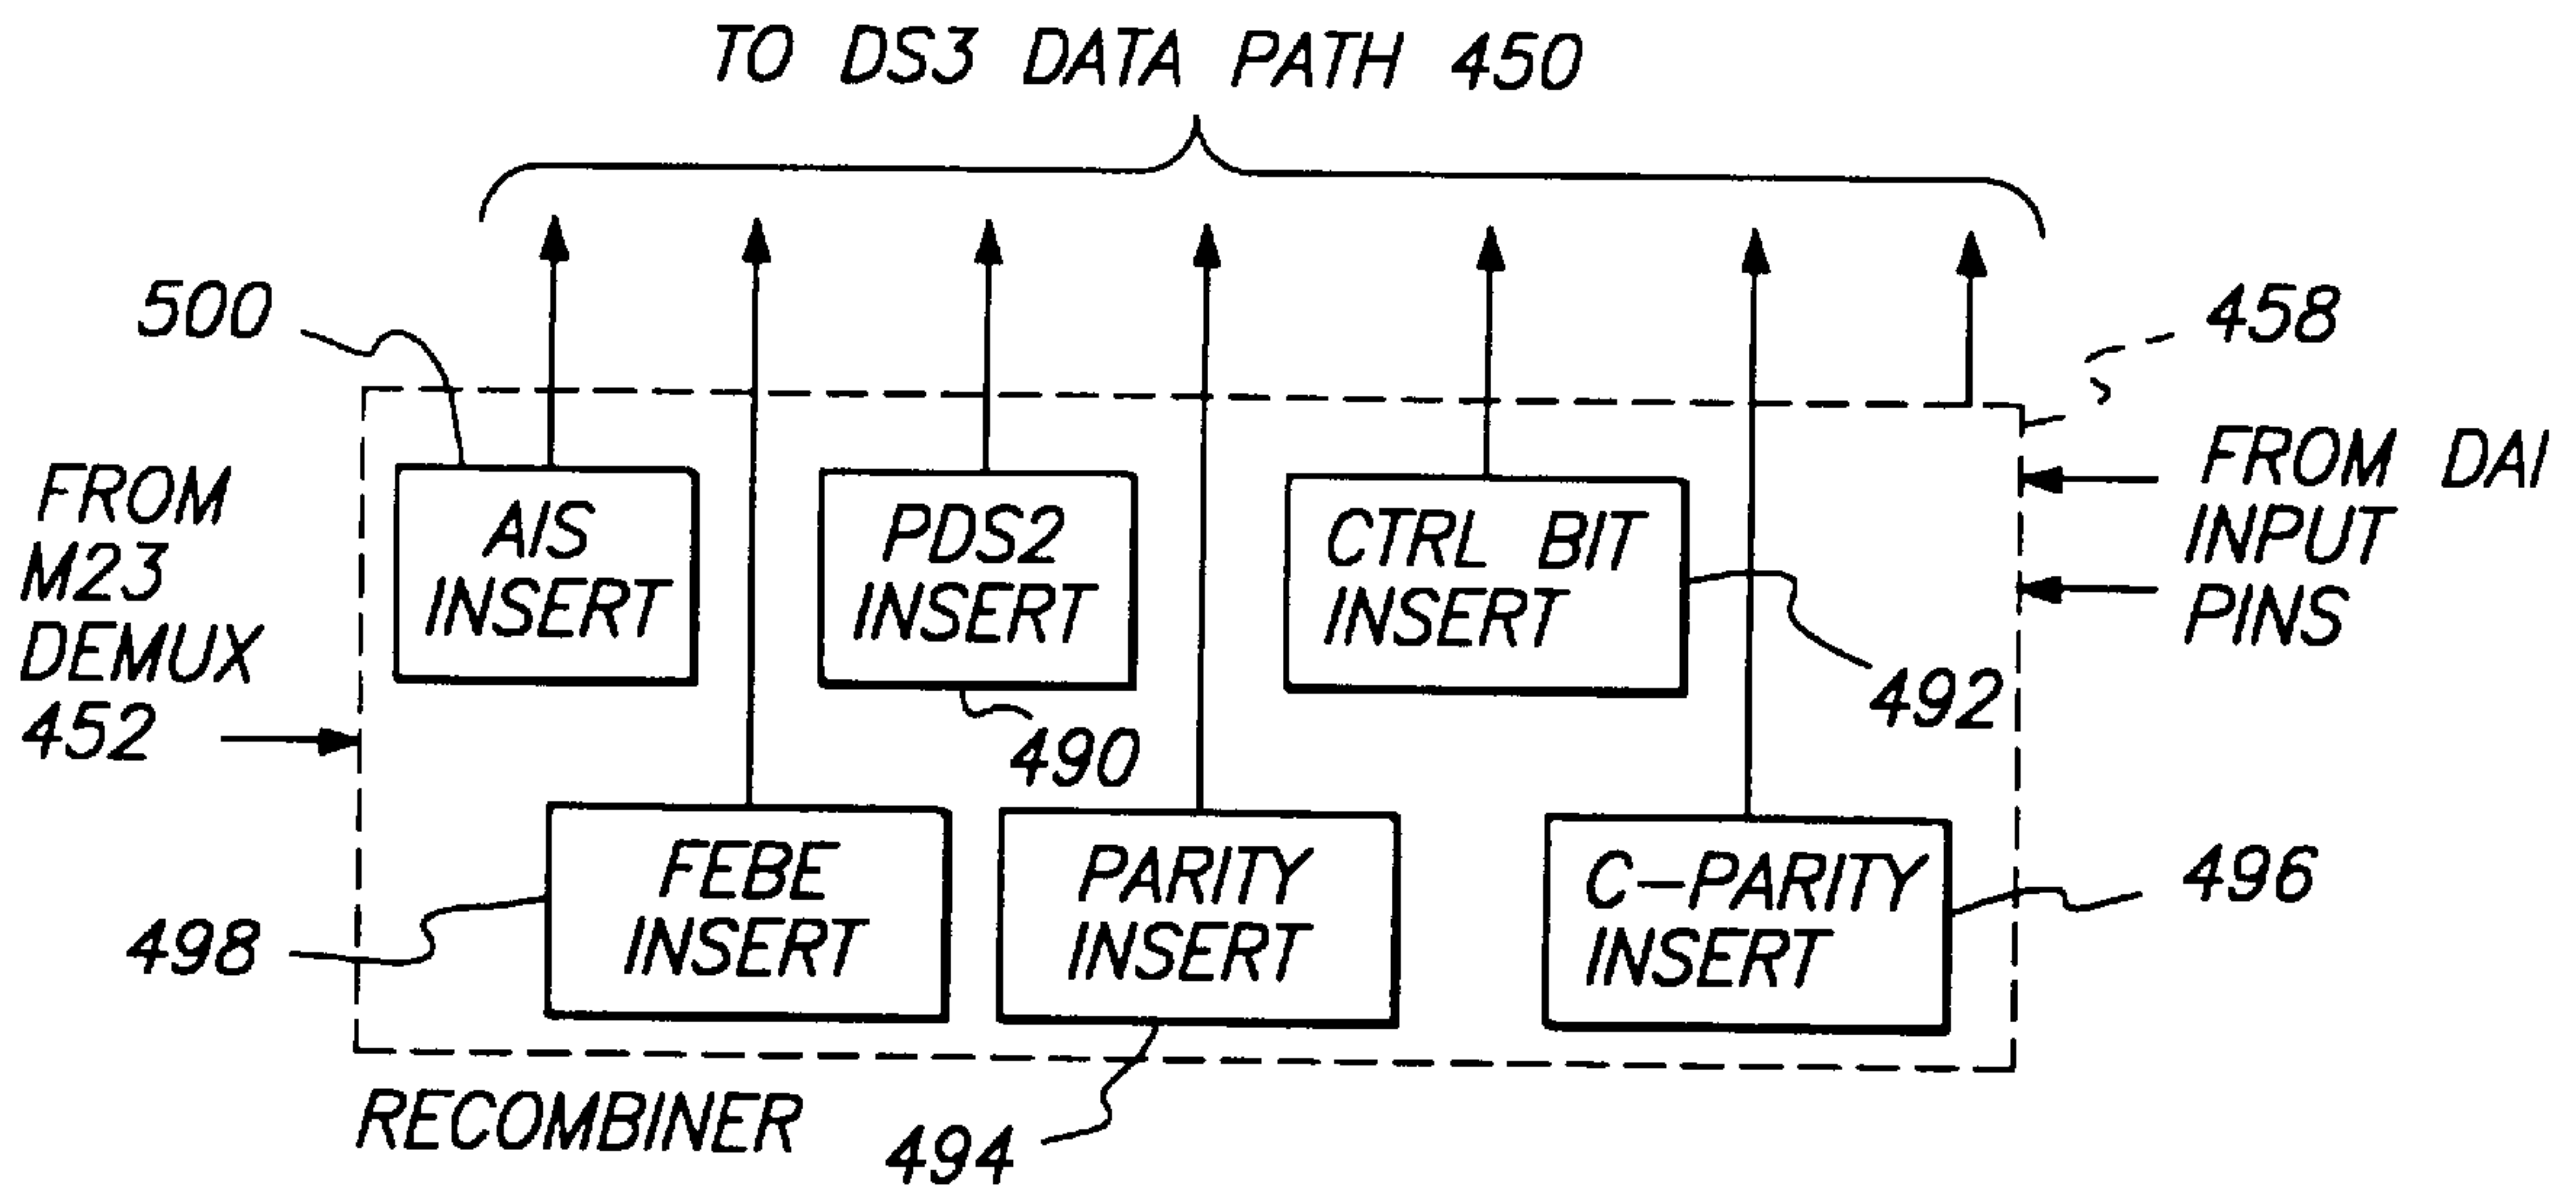 TO DS3 DATA PATH 450
500
458
FROM
M23
DEMUX
452
AIS
INSERT
PDS2
INSERT
490
CTRL BIT
INSERT
492
FROM DAI
INPUT
PINS
498
FEBE
INSERT
PARITY
INSERT
494
C-PARITY
INSERT
496
RECOMBINER